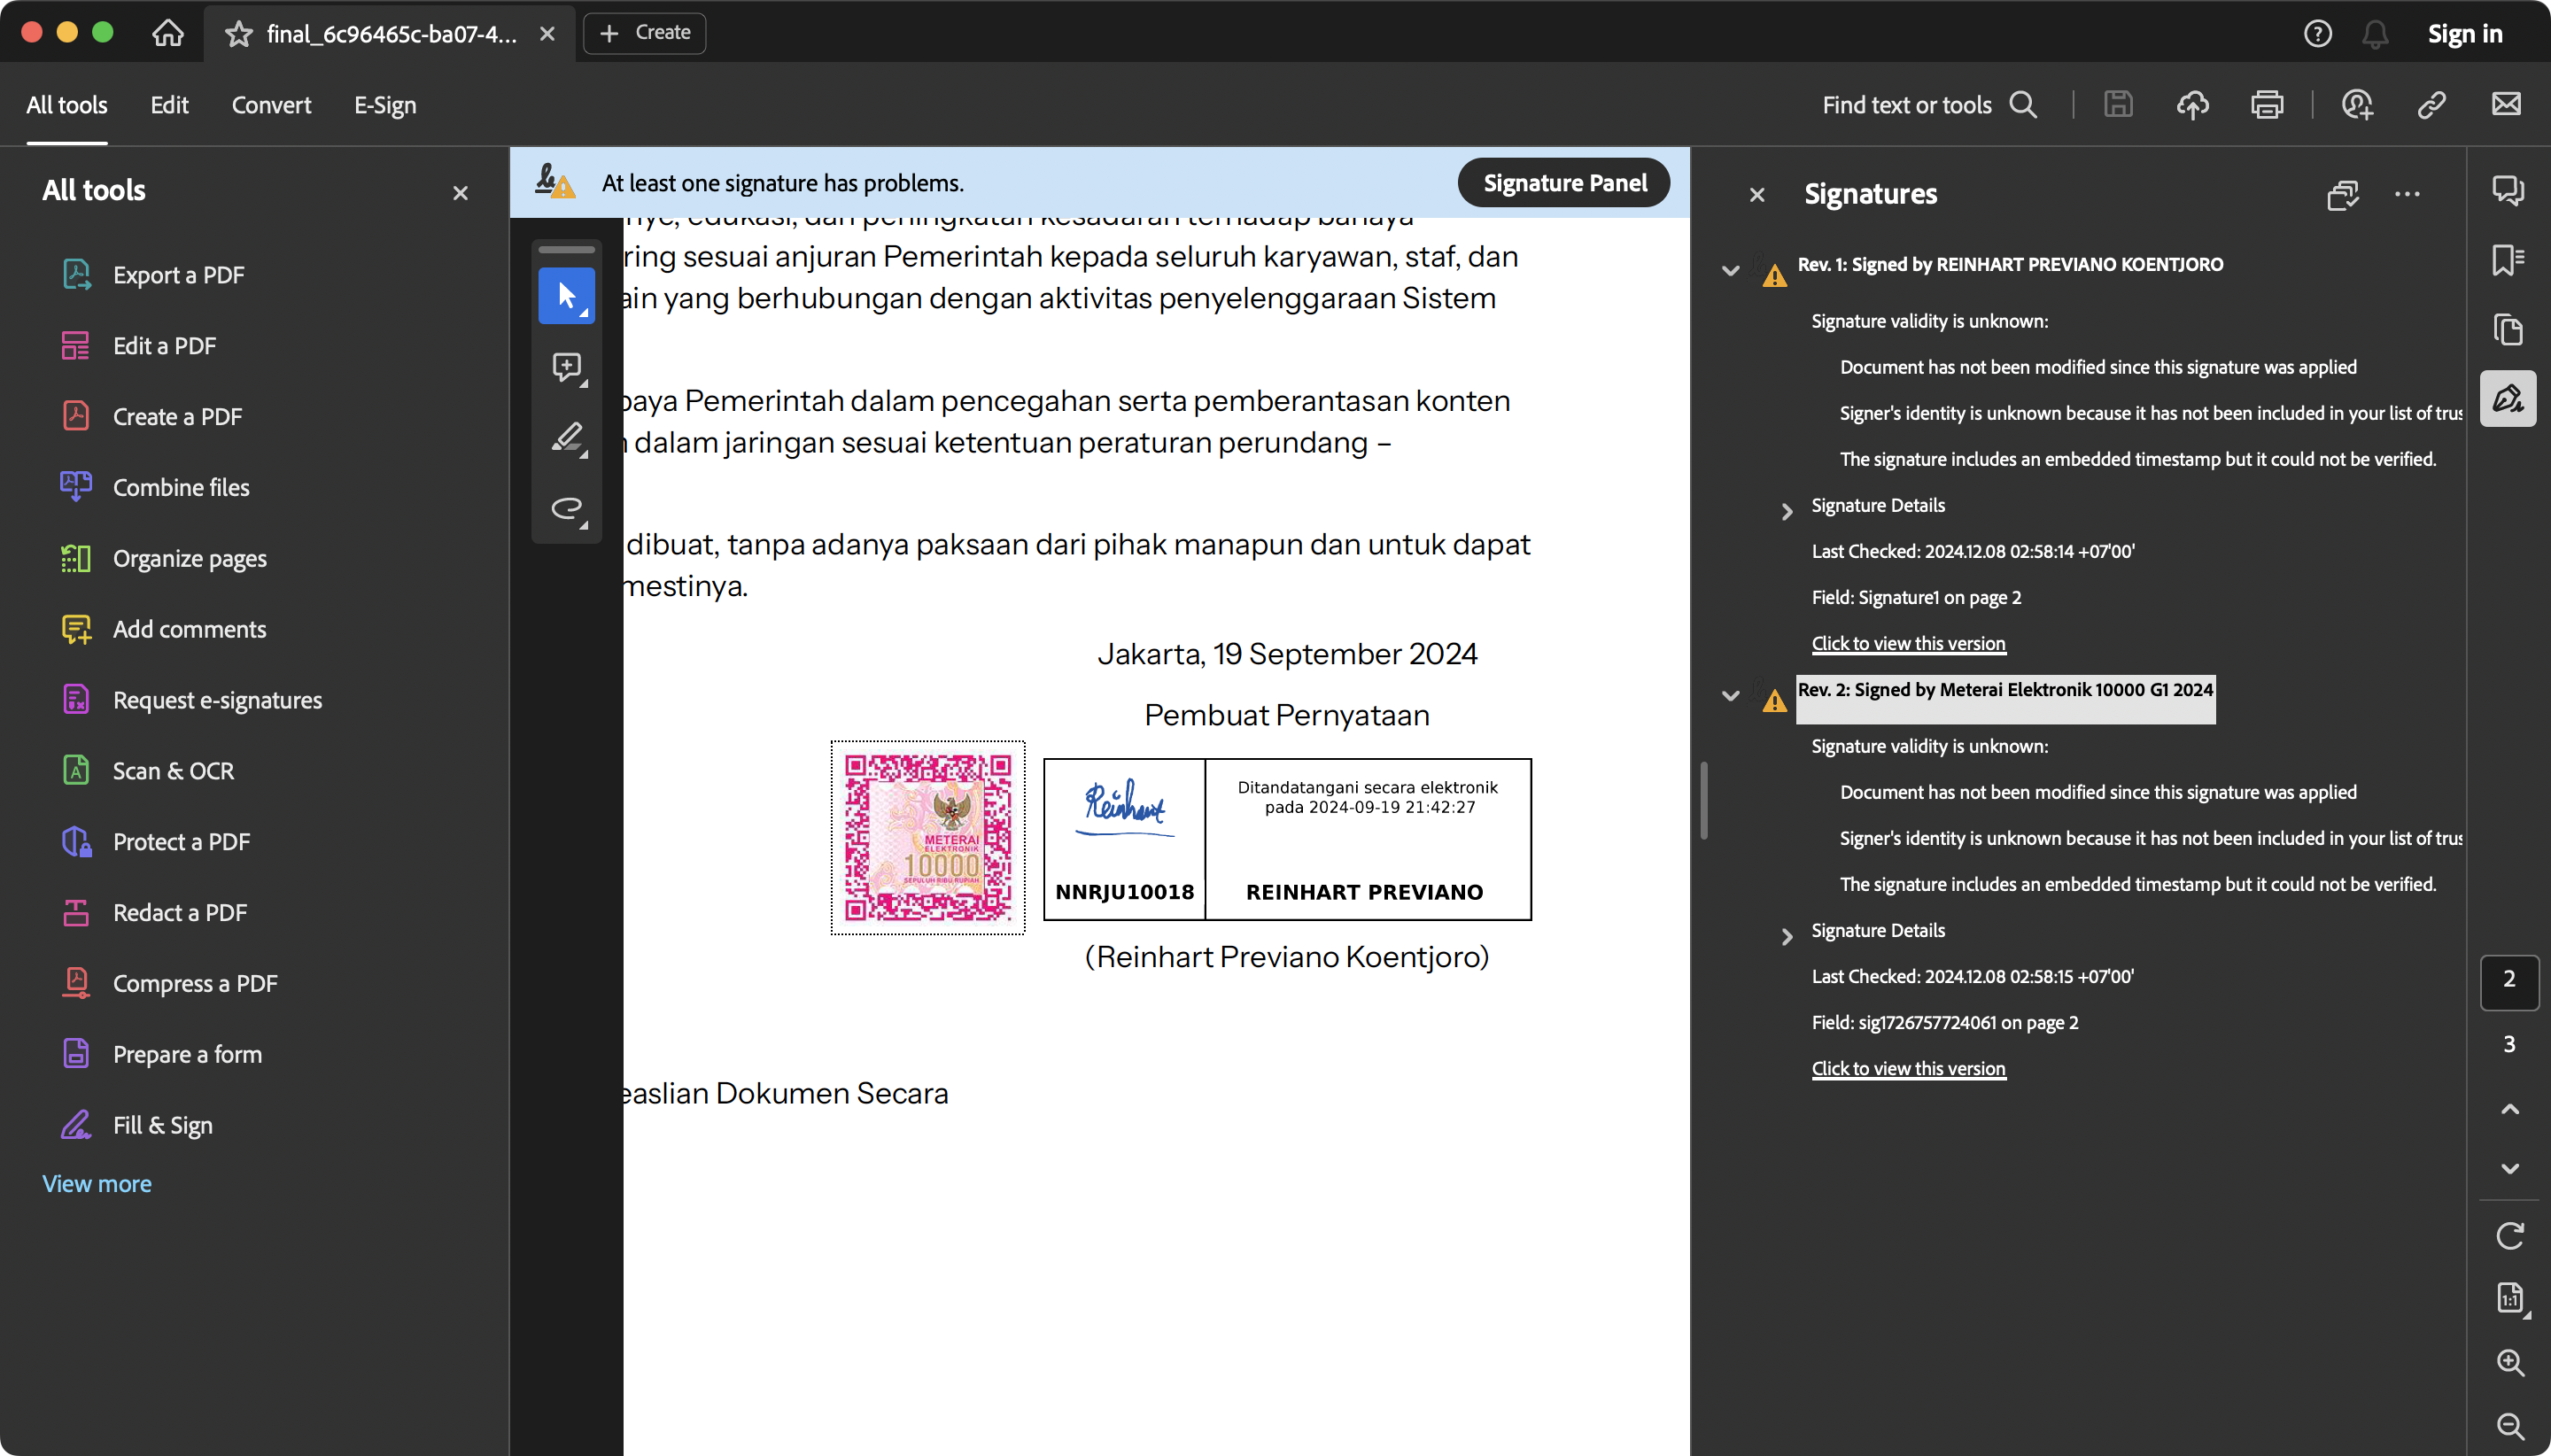 final_6c96465c-ba07-4...
Create
Sign in
All tools
Edit
Convert
E-Sign
Find text or tools
All tools
Export a PDF
Edit a PDF
Create a PDF
Combine files
Organize pages
Add comments
Request e-signatures
Scan & OCR
Protect a PDF
Redact a PDF
Compress a PDF
Prepare a form
Fill & Sign
View more
At least one signature has problems.
Signature Panel
edukasi, dan peningkatan kesadaran terhadap bahaya
ring sesuai anjuran Pemerintah kepada seluruh karyawan, staf, dan
ain yang berhubungan dengan aktivitas penyelenggaraan Sistem
paya Pemerintah dalam pencegahan serta pemberantasan konten
dalam jaringan sesuai ketentuan peraturan perundang –
dibuat, tanpa adanya paksaan dari pihak manapun dan untuk dapat
mestinya.
Jakarta, 19 September 2024
Pembuat Pernyataan
METERAI
ELEKTRONIK
10000
SEPULUH RIBU RUPIAH
Reinhart
NNRJU10018
Ditandatangani secara elektronik
pada 2024-09-19 21:42:27
REINHART PREVIANO
(Reinhart Previano Koentjoro)
easlian Dokumen Secara
Signatures
Rev. 1: Signed by REINHART PREVIANO KOENTJORO
Signature validity is unknown:
Document has not been modified since this signature was applied
Signer's identity is unknown because it has not been included in your list of trus
The signature includes an embedded timestamp but it could not be verified.
Signature Details
Last Checked: 2024.12.08 02:58:14 +07'00'
Field: Signature1 on page 2
Click to view this version
Rev. 2: Signed by Meterai Elektronik 10000 G1 2024
Signature validity is unknown:
Document has not been modified since this signature was applied
Signer's identity is unknown because it has not been included in your list of trus
The signature includes an embedded timestamp but it could not be verified.
Signature Details
Last Checked: 2024.12.08 02:58:15 +07'00'
Field: sig1726757724061 on page 2
Click to view this version
2
3
1:1